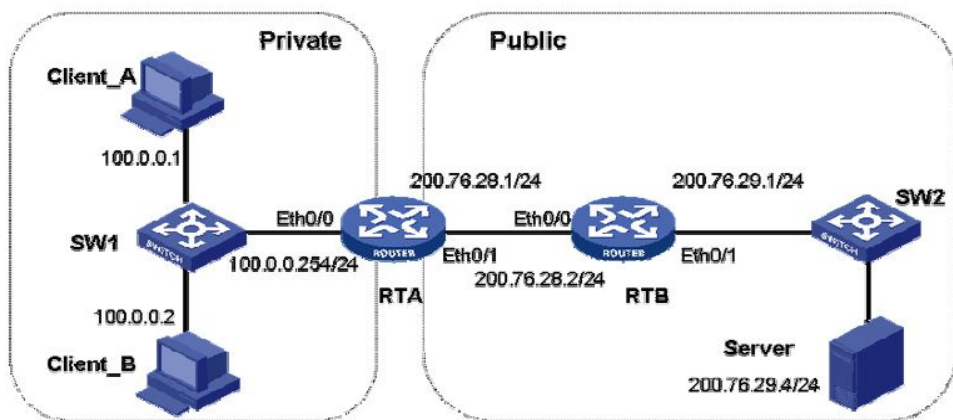 Private
Public
Client_A
100.0.0.1
200.76.28.1/24
200.76.29.1/24
SW2
SW1
Eth0/0
ROUTER
Eth0/0
ROUTER
SWITCH
SWITCH
100.0.0.254/24
Eth0/1
Eth0/1
RTA
200.76.28.2/24
RTB
100.0.0.2
Client_B
Server
200.76.29.4/24